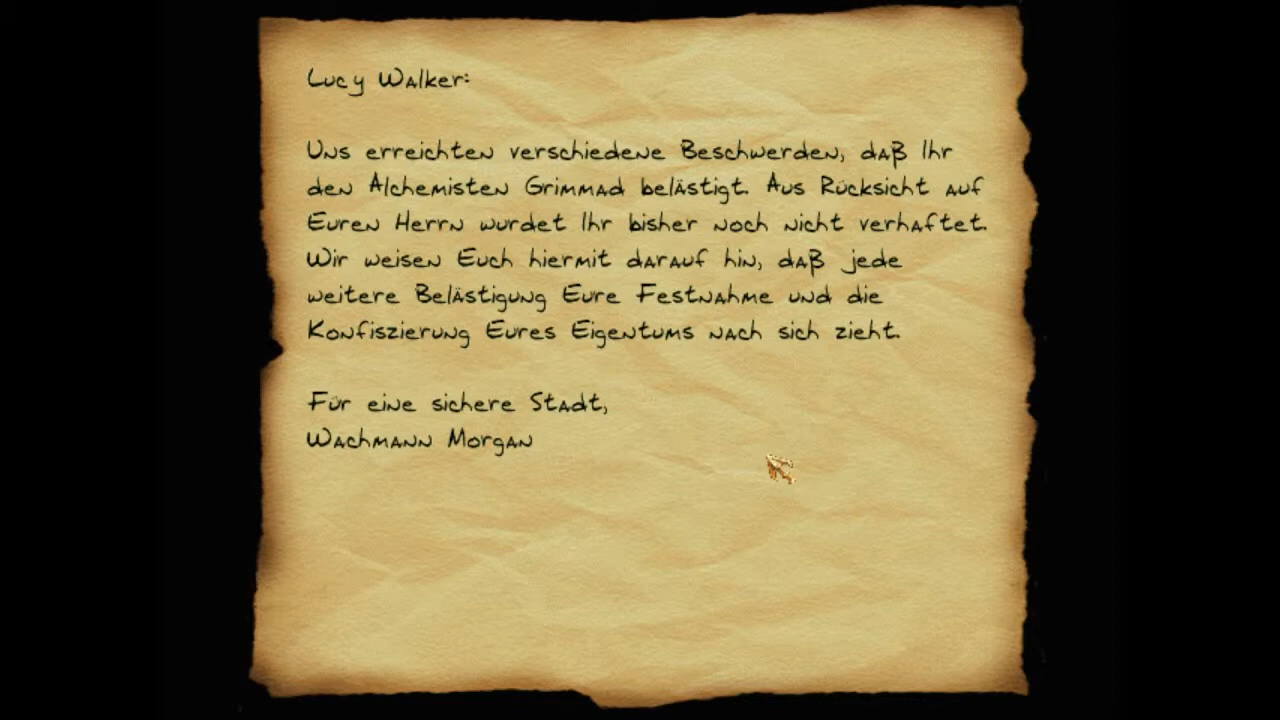 Lucy Walker:
Uns erreichten verschiedene Beschwerden, daß Ihr
den Alchemisten Grimmad belästigt. Aus Rücksicht auf
Euren Herrn wurdet Ihr bisher noch nicht verhaftet.
Wir weisen Euch hiermit darauf hin, daß jede
weitere Belästigung Eure Festnahme und die
Konfiszierung Eures Eigentums nach sich zieht.
Für eine sichere Stadt,
Wachmann Morgan